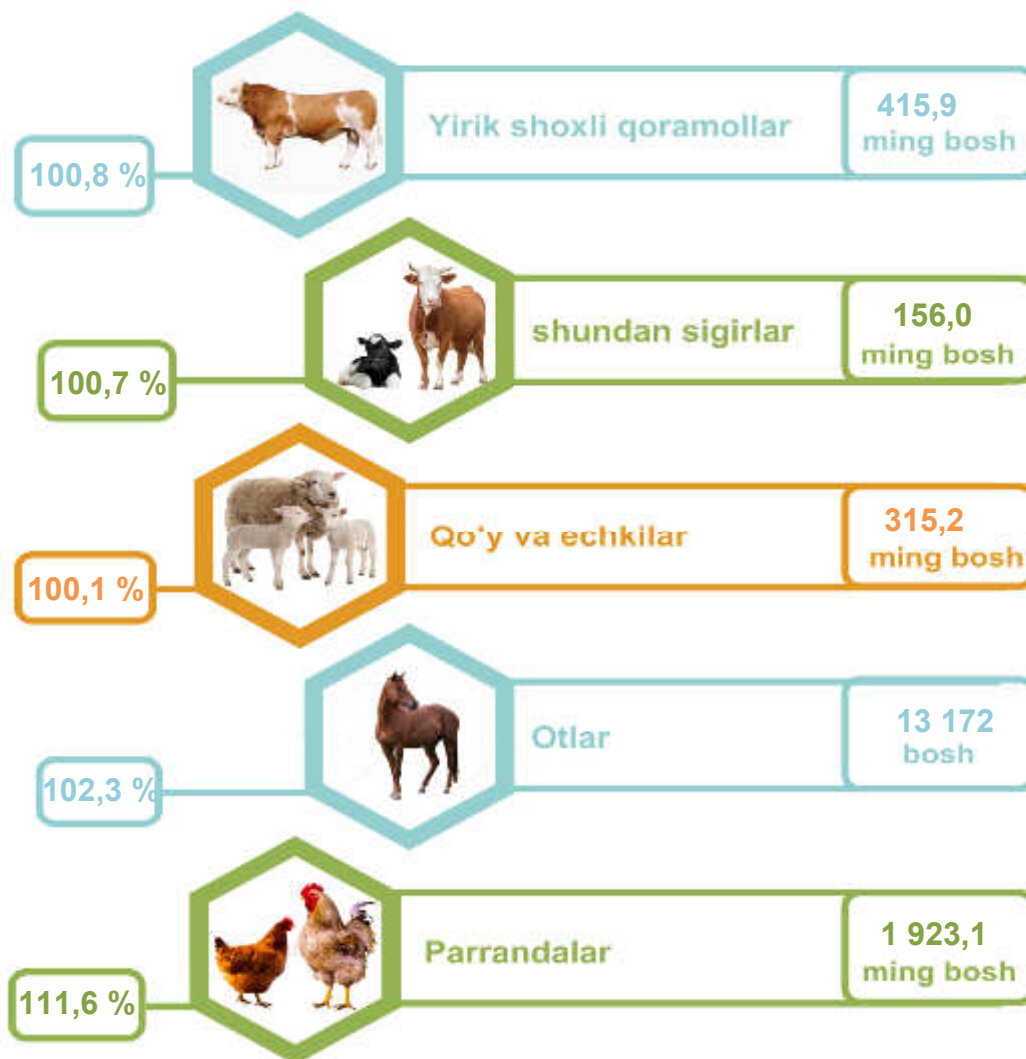 Yirik shoxli qoramollar
415,9
ming bosh
100,8 %
shundan sigirlar
156,0
ming bosh
100,7 %
Qo'y va echkilar
315,2
ming bosh
100,1 %
Otlar
13 172
bosh
102,3 %
Parrandalar
1 923,1
ming bosh
111,6 %